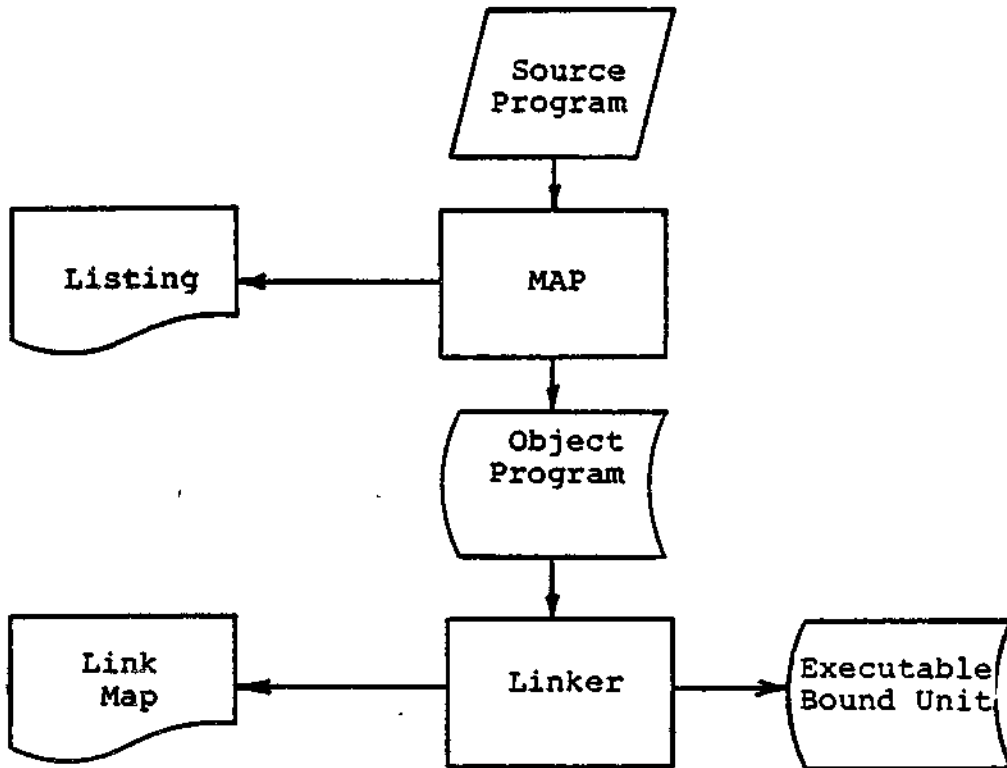 Source
Program
Listing
MAP
Object
Program
Link
Map
Linker
Executable
Bound Unit